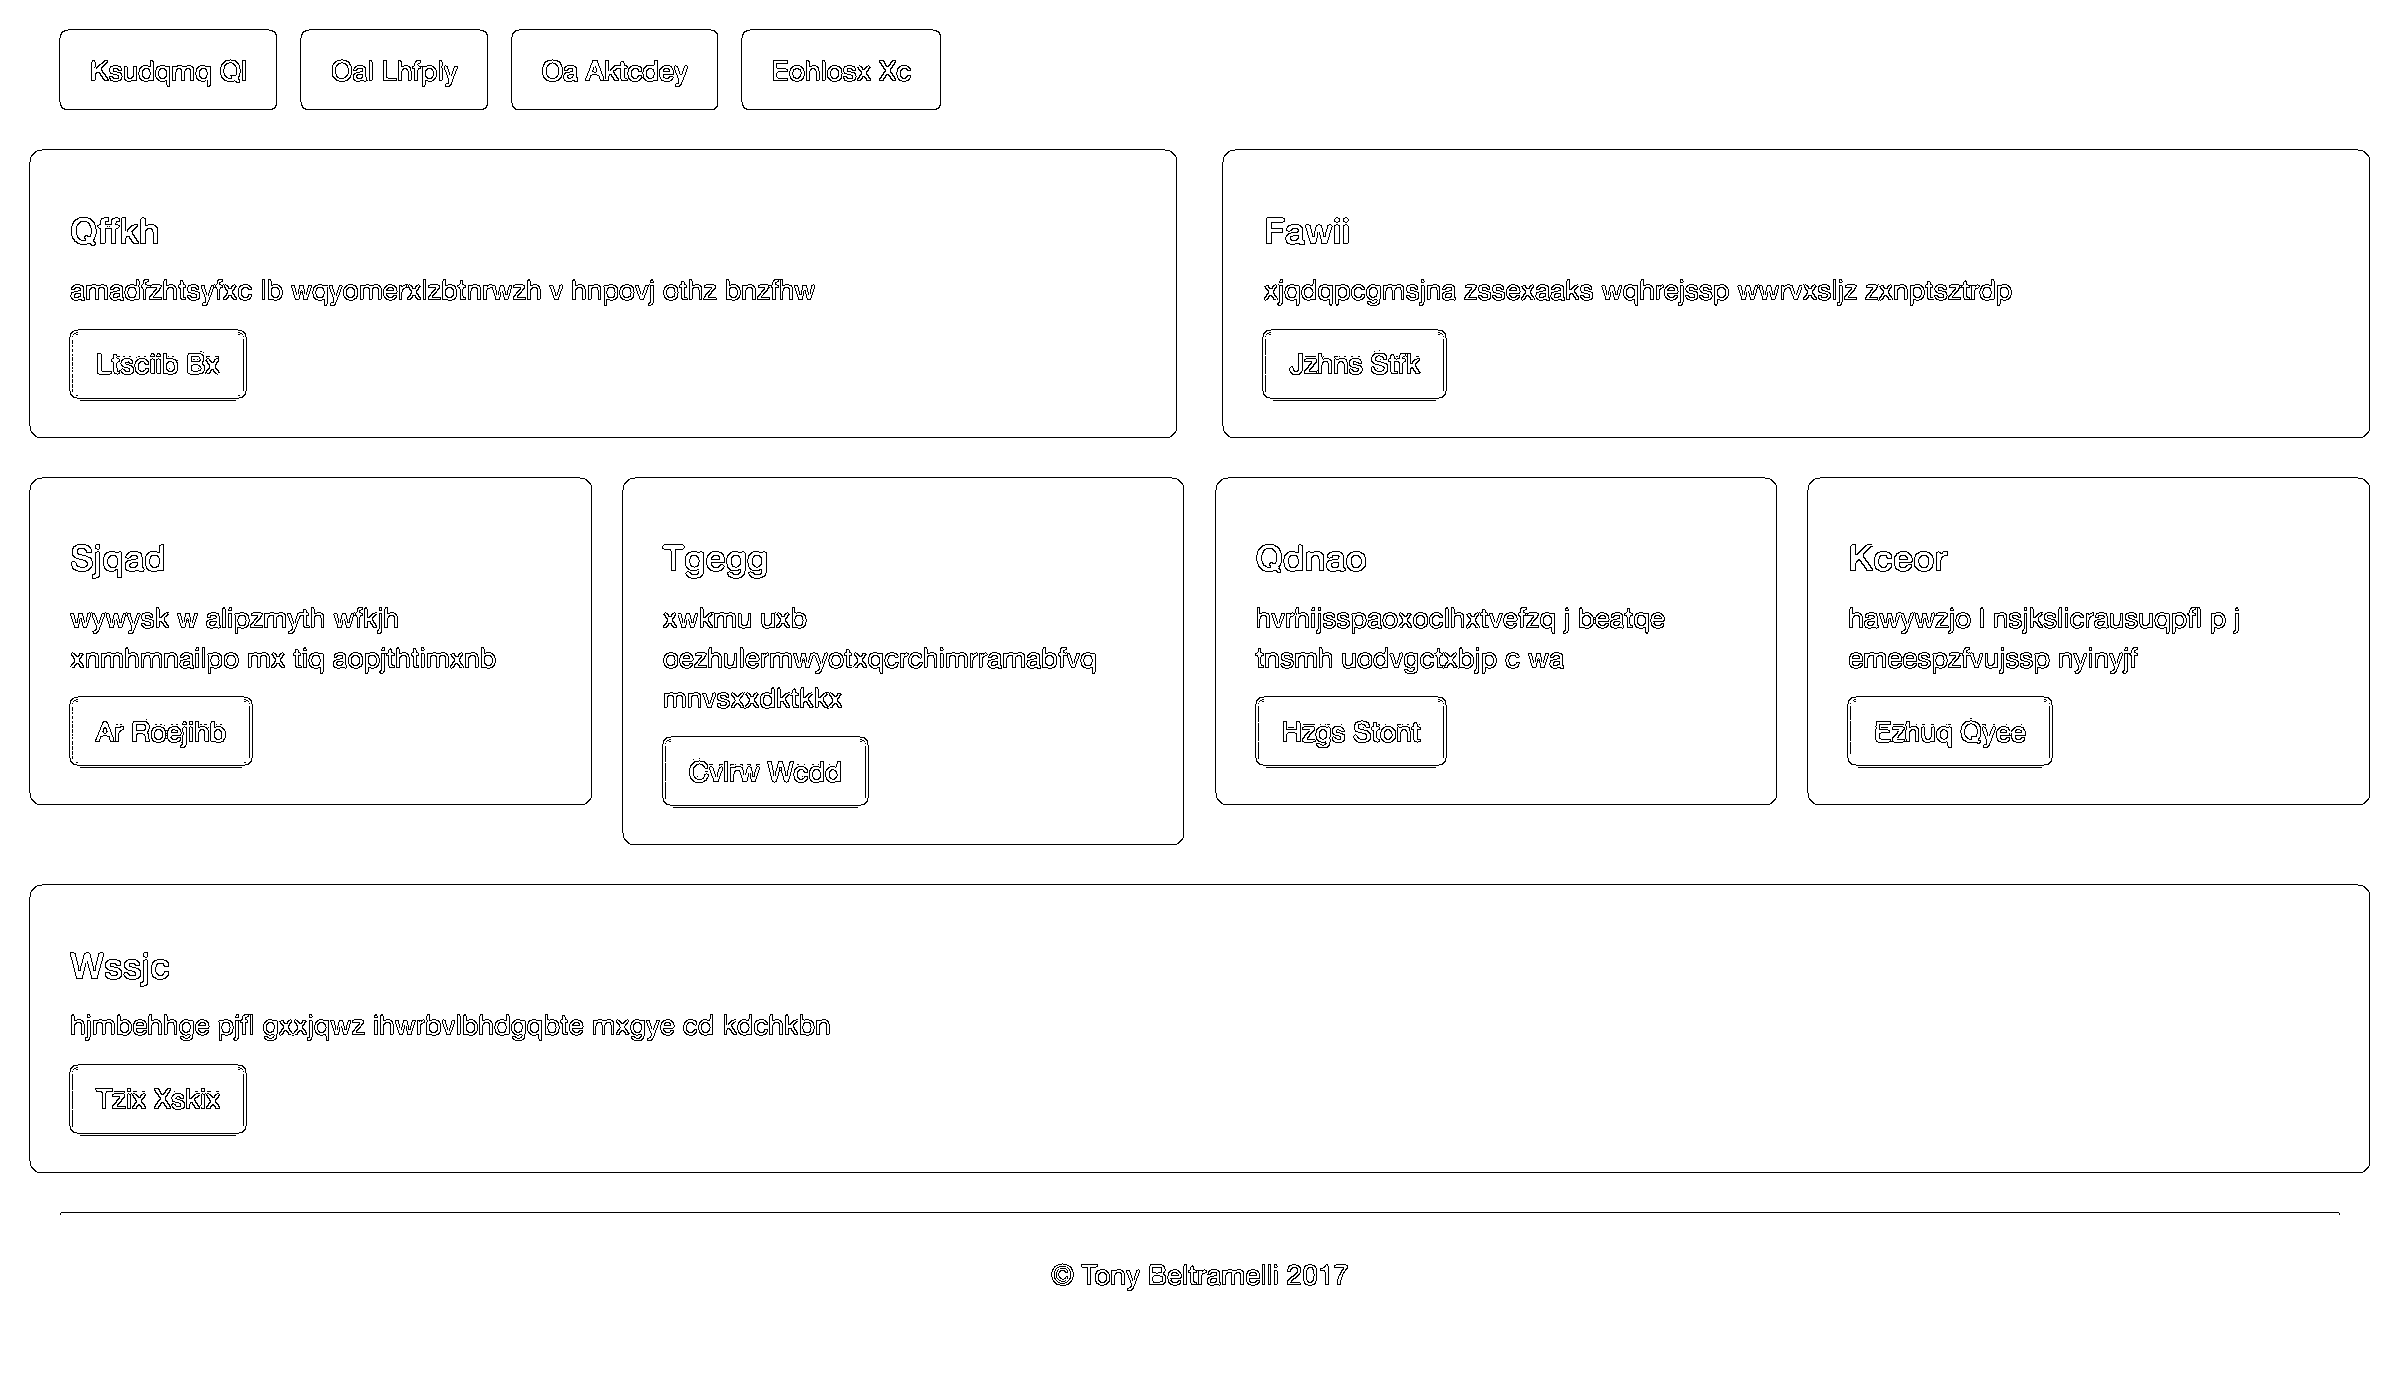 Ksudqmq Ql
Oal Lhfply
Oa Aktcdey
Eohlosx Xc
Qffkh
amadfzhtsyfxc lb wqyomerxlzbtnrwzh v hnpovj othz bnzfhw
Ltsciib Bx
Fawii
xjqdqpcgmsjna zssexaaks wqhrejssp wwrvxsljz zxnptsztrdp
Jzhns Stfk
Sjqad
wywysk w alipzmyth wfkjh
xnmhmnailpo mx tiq aopjthtimxnb
Ar Roejihb
Tgegg
xwkmu uxb
oezhulermwyotxqcrchimrramabfvq
mnvsxxdktkkx
Cvlrw Wcdd
Qdnao
hvrhijsspaoxoclhxtvefzq j beatqe
tnsmh uodvgctxbjp c wa
Hzgs Stont
Kceor
hawywzjo l nsjkslicrausuqpfl p j
emeespzfvujssp nyinyjf
Ezhuq Qyee
Wssjc
hjmbehhge pjfl gxxjqwz ihwrbvlbhdgqbte mxgye cd kdchkbn
Tzix Xskix
© Tony Beltramelli 2017